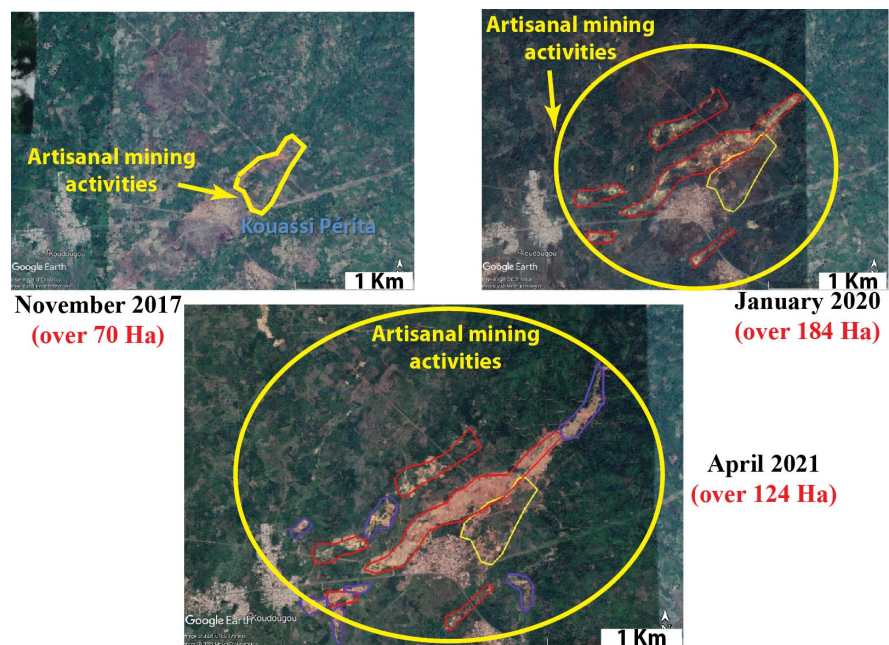 Artisanal mining
activities
Kouassi Périta
Koudougou
Google Earth
1 Km
November 2017
(over 70 Ha)
Artisanal mining
activities
Koudougou
Google Earth
1 Km
January 2020
(over 184 Ha)
Artisanal mining
activities
Google Earth
Koudougou
1 Km
April 2021
(over 124 Ha)